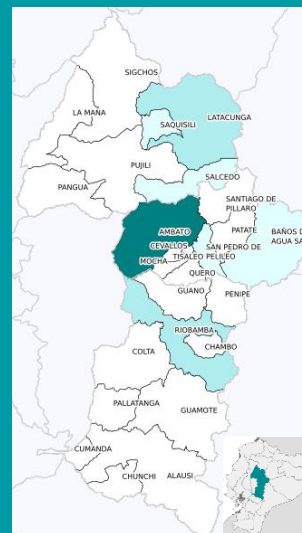 SIGCHOS
LA MANA
LATACUNGA
SAQUISILI
PUJILI
SALCEDO
PANGUA
SANTIAGO DE
PILLARO
AMBATO
PATATE
BAÑOS D
AGUA SA
CEVALLOS
SAN PEDRO DE
TISALEO PELILEO
MOCHA
QUERO
GUANO
PENIPE
RIOBAMBA
CHAMBO
COLTA
PALLATANGA
GUAMOTE
CUMANDA
CHUNCHI
ALAUSI